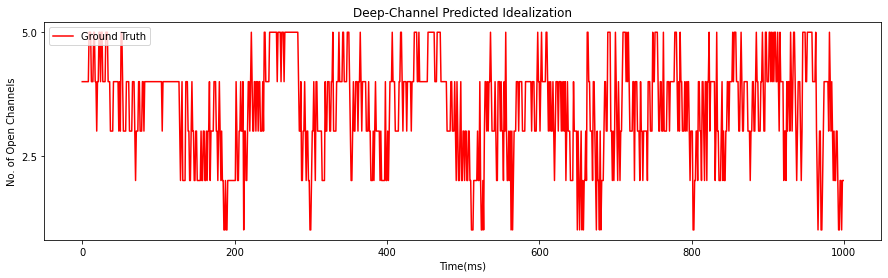 Deep-Channel Predicted Idealization
Ground Truth
5.0
2.5
No. of Open Channels
0
200
400
600
800
1000
Time(ms)